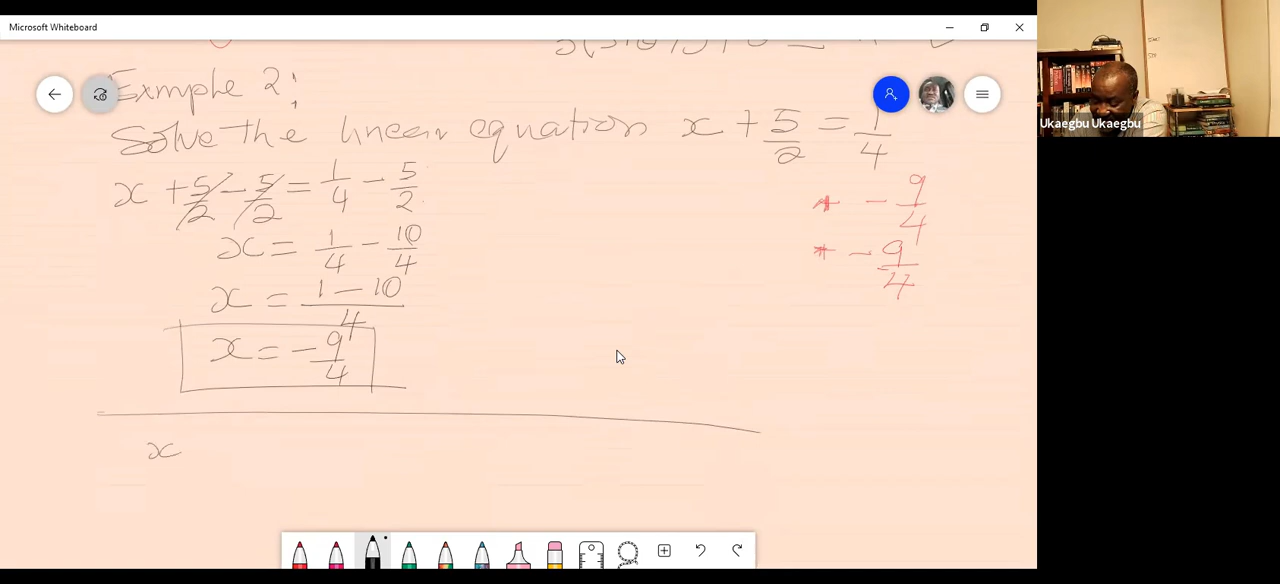 Microsoft Whiteboard
Exmple 2:
Solve the linear equation x + 5/2 = 1/4
x + 5/2 - 5/2 = 1/4 - 5/2
x = 1/4 - 10/4
x = (1 - 10)/4
x = -9/4
x
* - 9/4
* - 9/4
Ukaegbu Ukaegbu